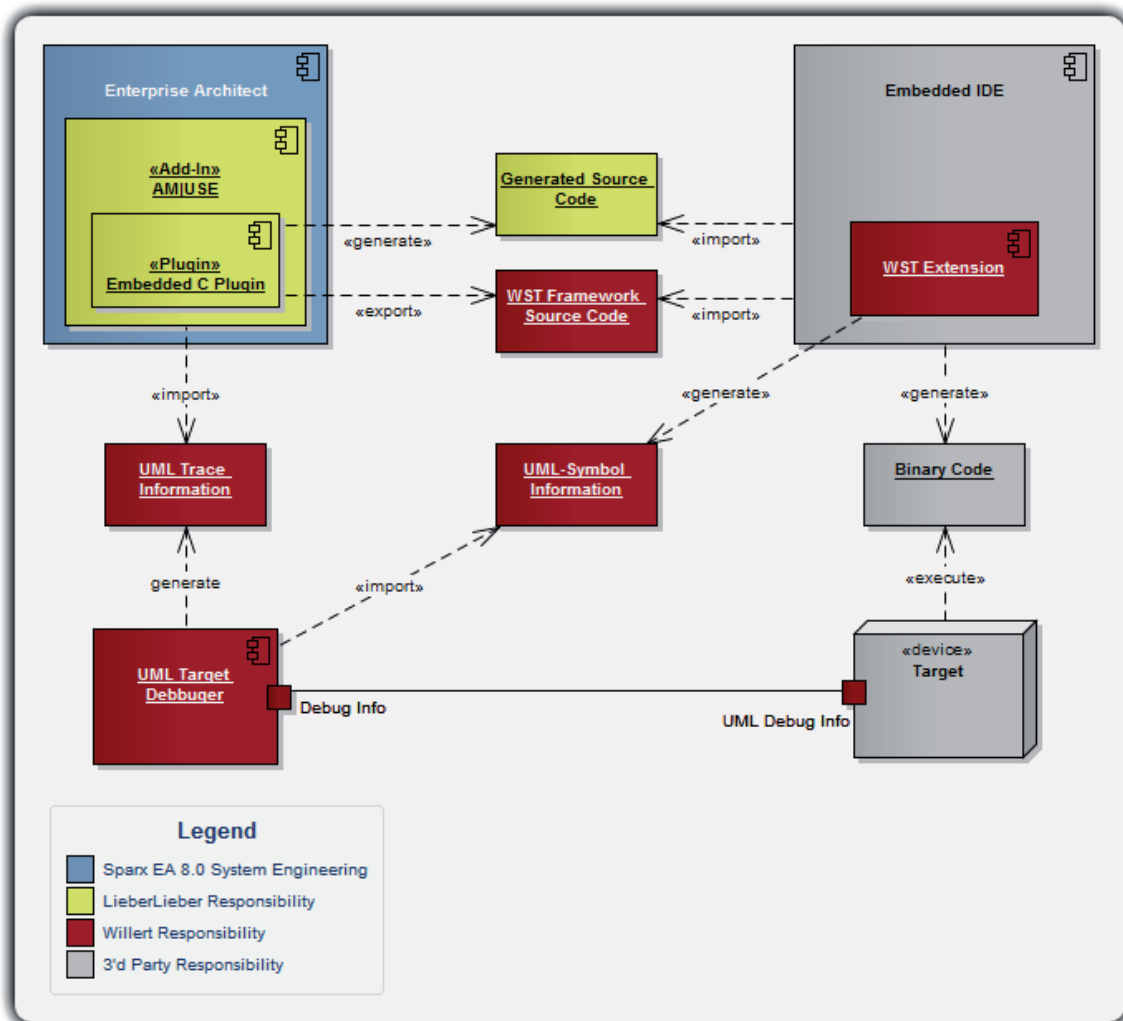 Enterprise Architect
«Add-In»
AM|USE
«Plugin»
Embedded C Plugin
Embedded IDE
WST Extension
Generated Source
Code
WST Framework
Source Code
«generate»
«export»
«import»
«import»
«import»
«generate»
«generate»
UML Trace
Information
UML-Symbol
Information
Binary Code
generate
«import»
«execute»
UML Target
Debbuger
Debug Info
UML Debug Info
«device»
Target
Legend
Sparx EA 8.0 System Engineering
LieberLieber Responsibility
Willert Responsibility
3'd Party Responsibility